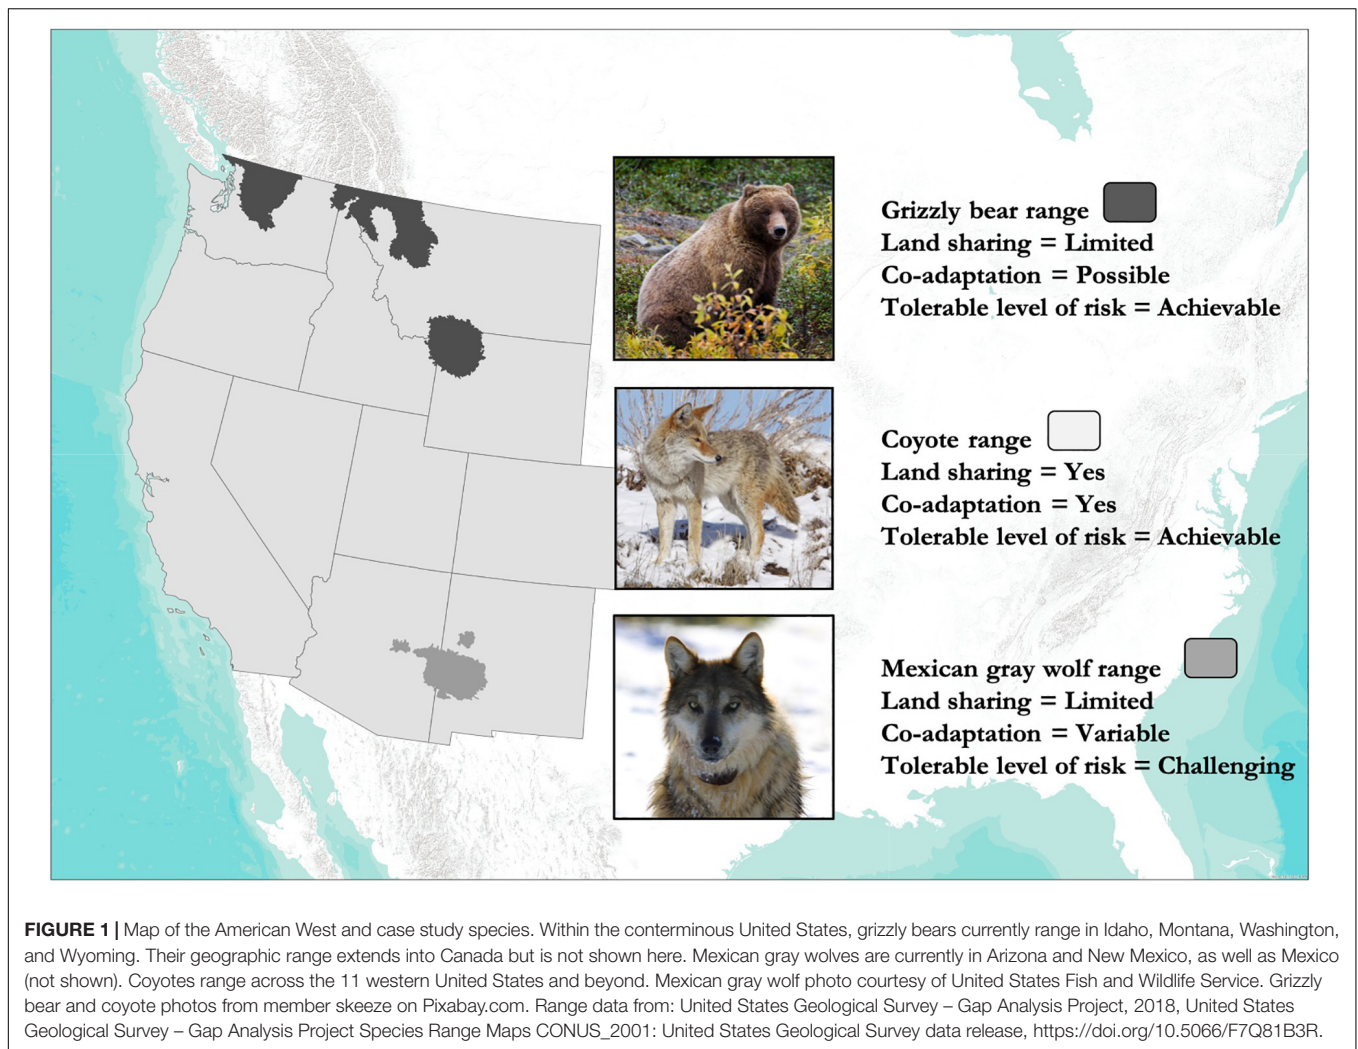 Grizzly bear range
Land sharing = Limited
Co-adaptation = Possible
Tolerable level of risk = Achievable
Coyote range
Land sharing = Yes
Co-adaptation = Yes
Tolerable level of risk = Achievable
Mexican gray wolf range
Land sharing = Limited
Co-adaptation = Variable
Tolerable level of risk = Challenging
FIGURE 1 | Map of the American West and case study species. Within the conterminous United States, grizzly bears currently range in Idaho, Montana, Washington,
and Wyoming. Their geographic range extends into Canada but is not shown here. Mexican gray wolves are currently in Arizona and New Mexico, as well as Mexico
(not shown). Coyotes range across the 11 western United States and beyond. Mexican gray wolf photo courtesy of United States Fish and Wildlife Service. Grizzly
bear and coyote photos from member skeeze on Pixabay.com. Range data from: United States Geological Survey – Gap Analysis Project, 2018, United States
Geological Survey – Gap Analysis Project Species Range Maps CONUS_2001: United States Geological Survey data release, https://doi.org/10.5066/F7Q81B3R.